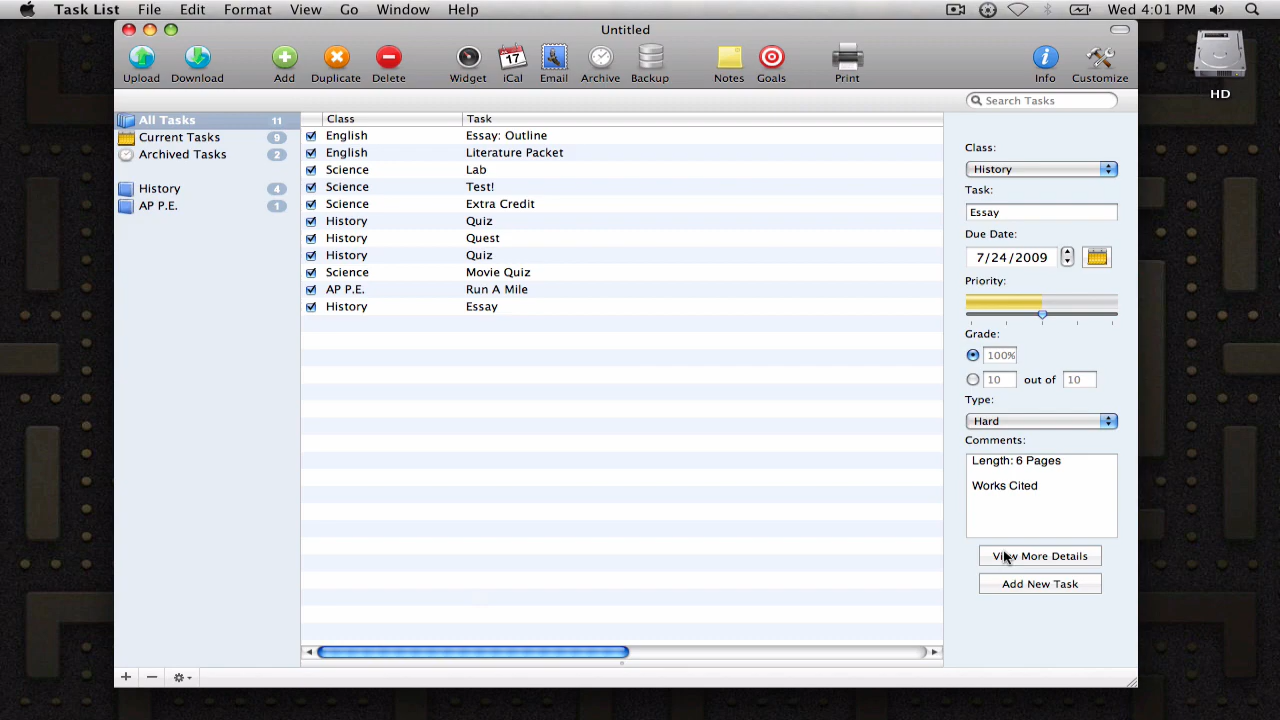 Task List File Edit Format View Go Window Help Wed 4:01 PM
Untitled
Upload Download Add Duplicate Delete Widget iCal Email Archive Backup Notes Goals Print Info Customize
17
HD
Search Tasks
All Tasks 11
Current Tasks 9
Archived Tasks 2
History 4
AP P.E. 1
Class Task
English Essay: Outline
English Literature Packet
Science Lab
Science Test!
Science Extra Credit
History Quiz
History Quest
History Quiz
Science Movie Quiz
AP P.E. Run A Mile
History Essay
Class:
History
Task:
Essay
Due Date:
7/24/2009
Priority:
Grade:
100%
10 out of 10
Type:
Hard
Comments:
Length: 6 Pages
Works Cited
View More Details
Add New Task